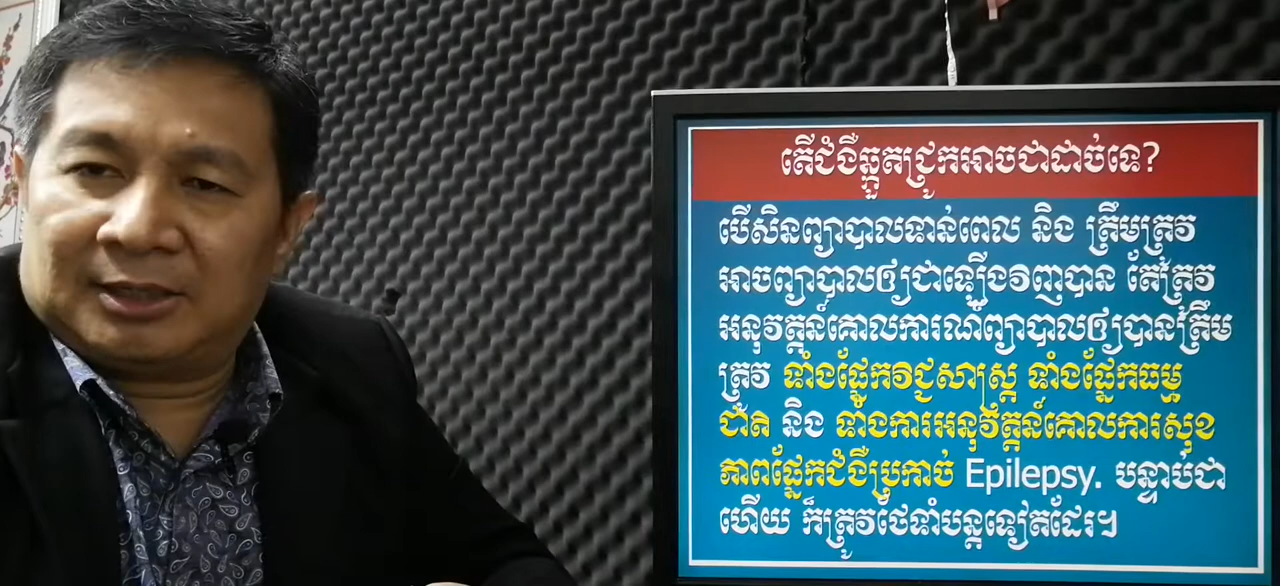 តើជំងឺឆ្កួតជ្រូកអាចជាដាច់ទេ?
បើសិនព្យាបាលទាន់ពេល និង ត្រឹមត្រូវ
អាចព្យាបាលឲ្យជាឡើងវិញបាន តែត្រូវ
អនុវត្តន៍គោលការណ៍ព្យាបាលឲ្យបានត្រឹម
ត្រូវ ទាំងផ្នែកវិជ្ជសាស្ត្រ ទាំងផ្នែកធម្ម
ជាតិ និង ទាំងការអនុវ័ត្តន៍គោលការសុខ
ភាពផ្នែកជំងឺប្រកាច់ Epilepsy. បន្ទាប់ជា
ហើយ ក៏ត្រូវថែទាំបន្តទៀតដែរ។